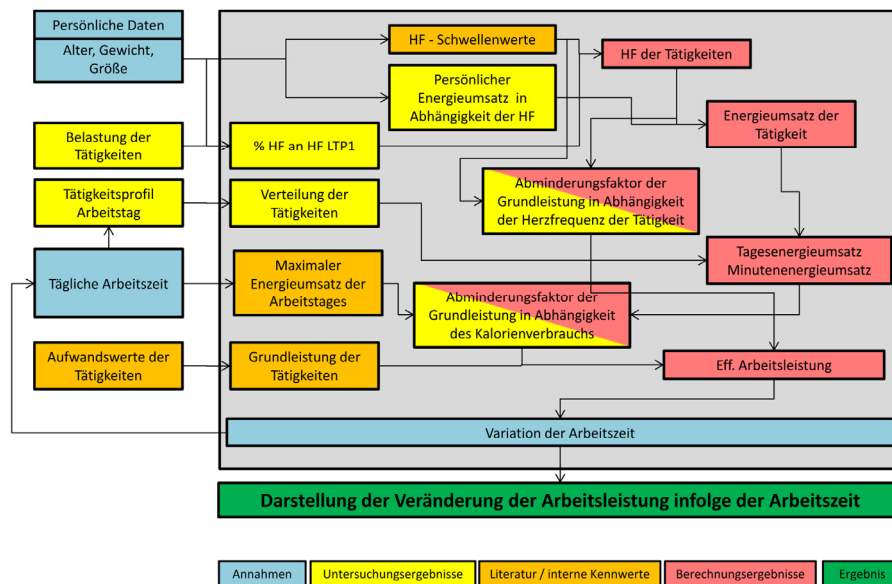 Persönliche Daten
Alter, Gewicht,
Größe
HF - Schwellenwerte
HF der Tätigkeiten
Persönlicher
Energieumsatz in
Abhängigkeit der HF
Energieumsatz der
Tätigkeit
Belastung der
Tätigkeiten
% HF an HF LTP1
Tätigkeitsprofil
Arbeitstag
Verteilung der
Tätigkeiten
Abminderungsfaktor der
Grundleistung in Abhängigkeit
der Herzfrequenz der Tätigkeit
Tagesenergieumsatz
Minutenenergieumsatz
Tägliche Arbeitszeit
Maximaler
Energieumsatz der
Arbeitstages
Abminderungsfaktor der
Grundleistung in Abhängigkeit
des Kalorienverbrauchs
Aufwandswerte der
Tätigkeiten
Grundleistung der
Tätigkeiten
Eff. Arbeitsleistung
Variation der Arbeitszeit
Darstellung der Veränderung der Arbeitsleistung infolge der Arbeitszeit
Annahmen
Untersuchungsergebnisse
Literatur / interne Kennwerte
Berechnungsergebnisse
Ergebnis